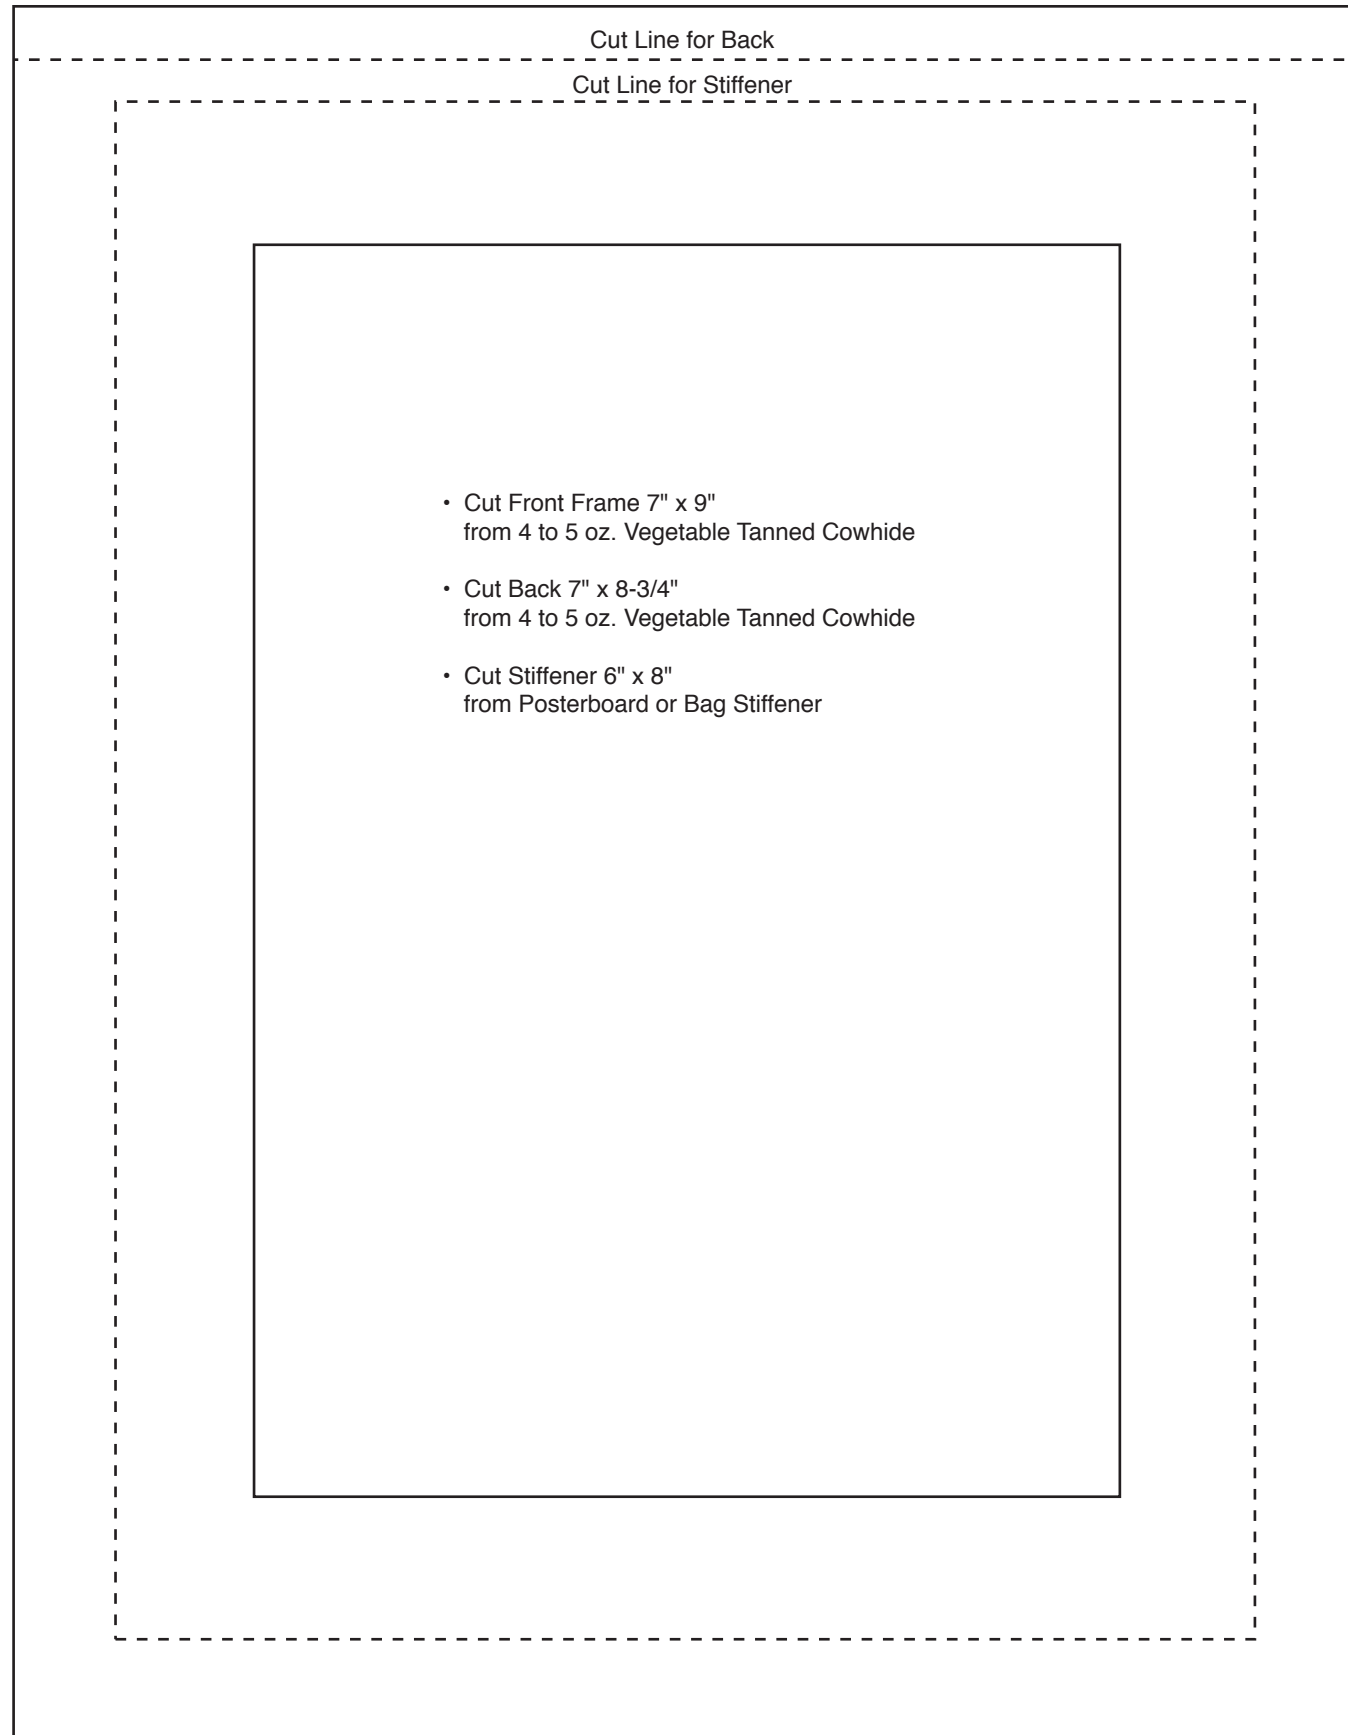 Cut Line for Back
Cut Line for Stiffener
• Cut Front Frame 7" x 9"
from 4 to 5 oz. Vegetable Tanned Cowhide
• Cut Back 7" x 8-3/4"
from 4 to 5 oz. Vegetable Tanned Cowhide
• Cut Stiffener 6" x 8"
from Posterboard or Bag Stiffener